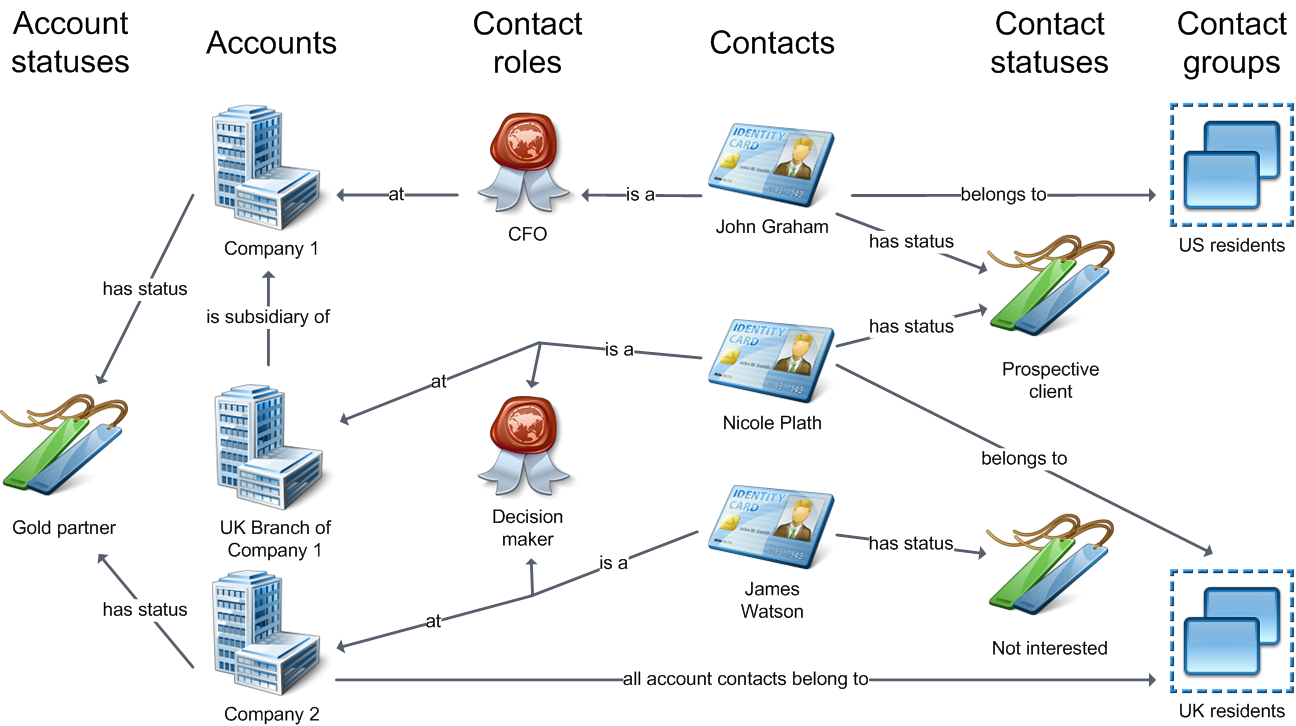 Account
statuses
Accounts
Contact
roles
Contacts
Contact
statuses
Contact
groups
IDENTITY
CARD
Company 1
at
CFO
is a
John Graham
belongs to
US residents
has status
has status
is subsidiary of
IDENTITY
CARD
at
is a
has status
Nicole Plath
Prospective
client
belongs to
Gold partner
UK Branch of
Company 1
Decision
maker
IDENTITY
CARD
is a
has status
James
Watson
has status
at
Not interested
all account contacts belong to
Company 2
UK residents